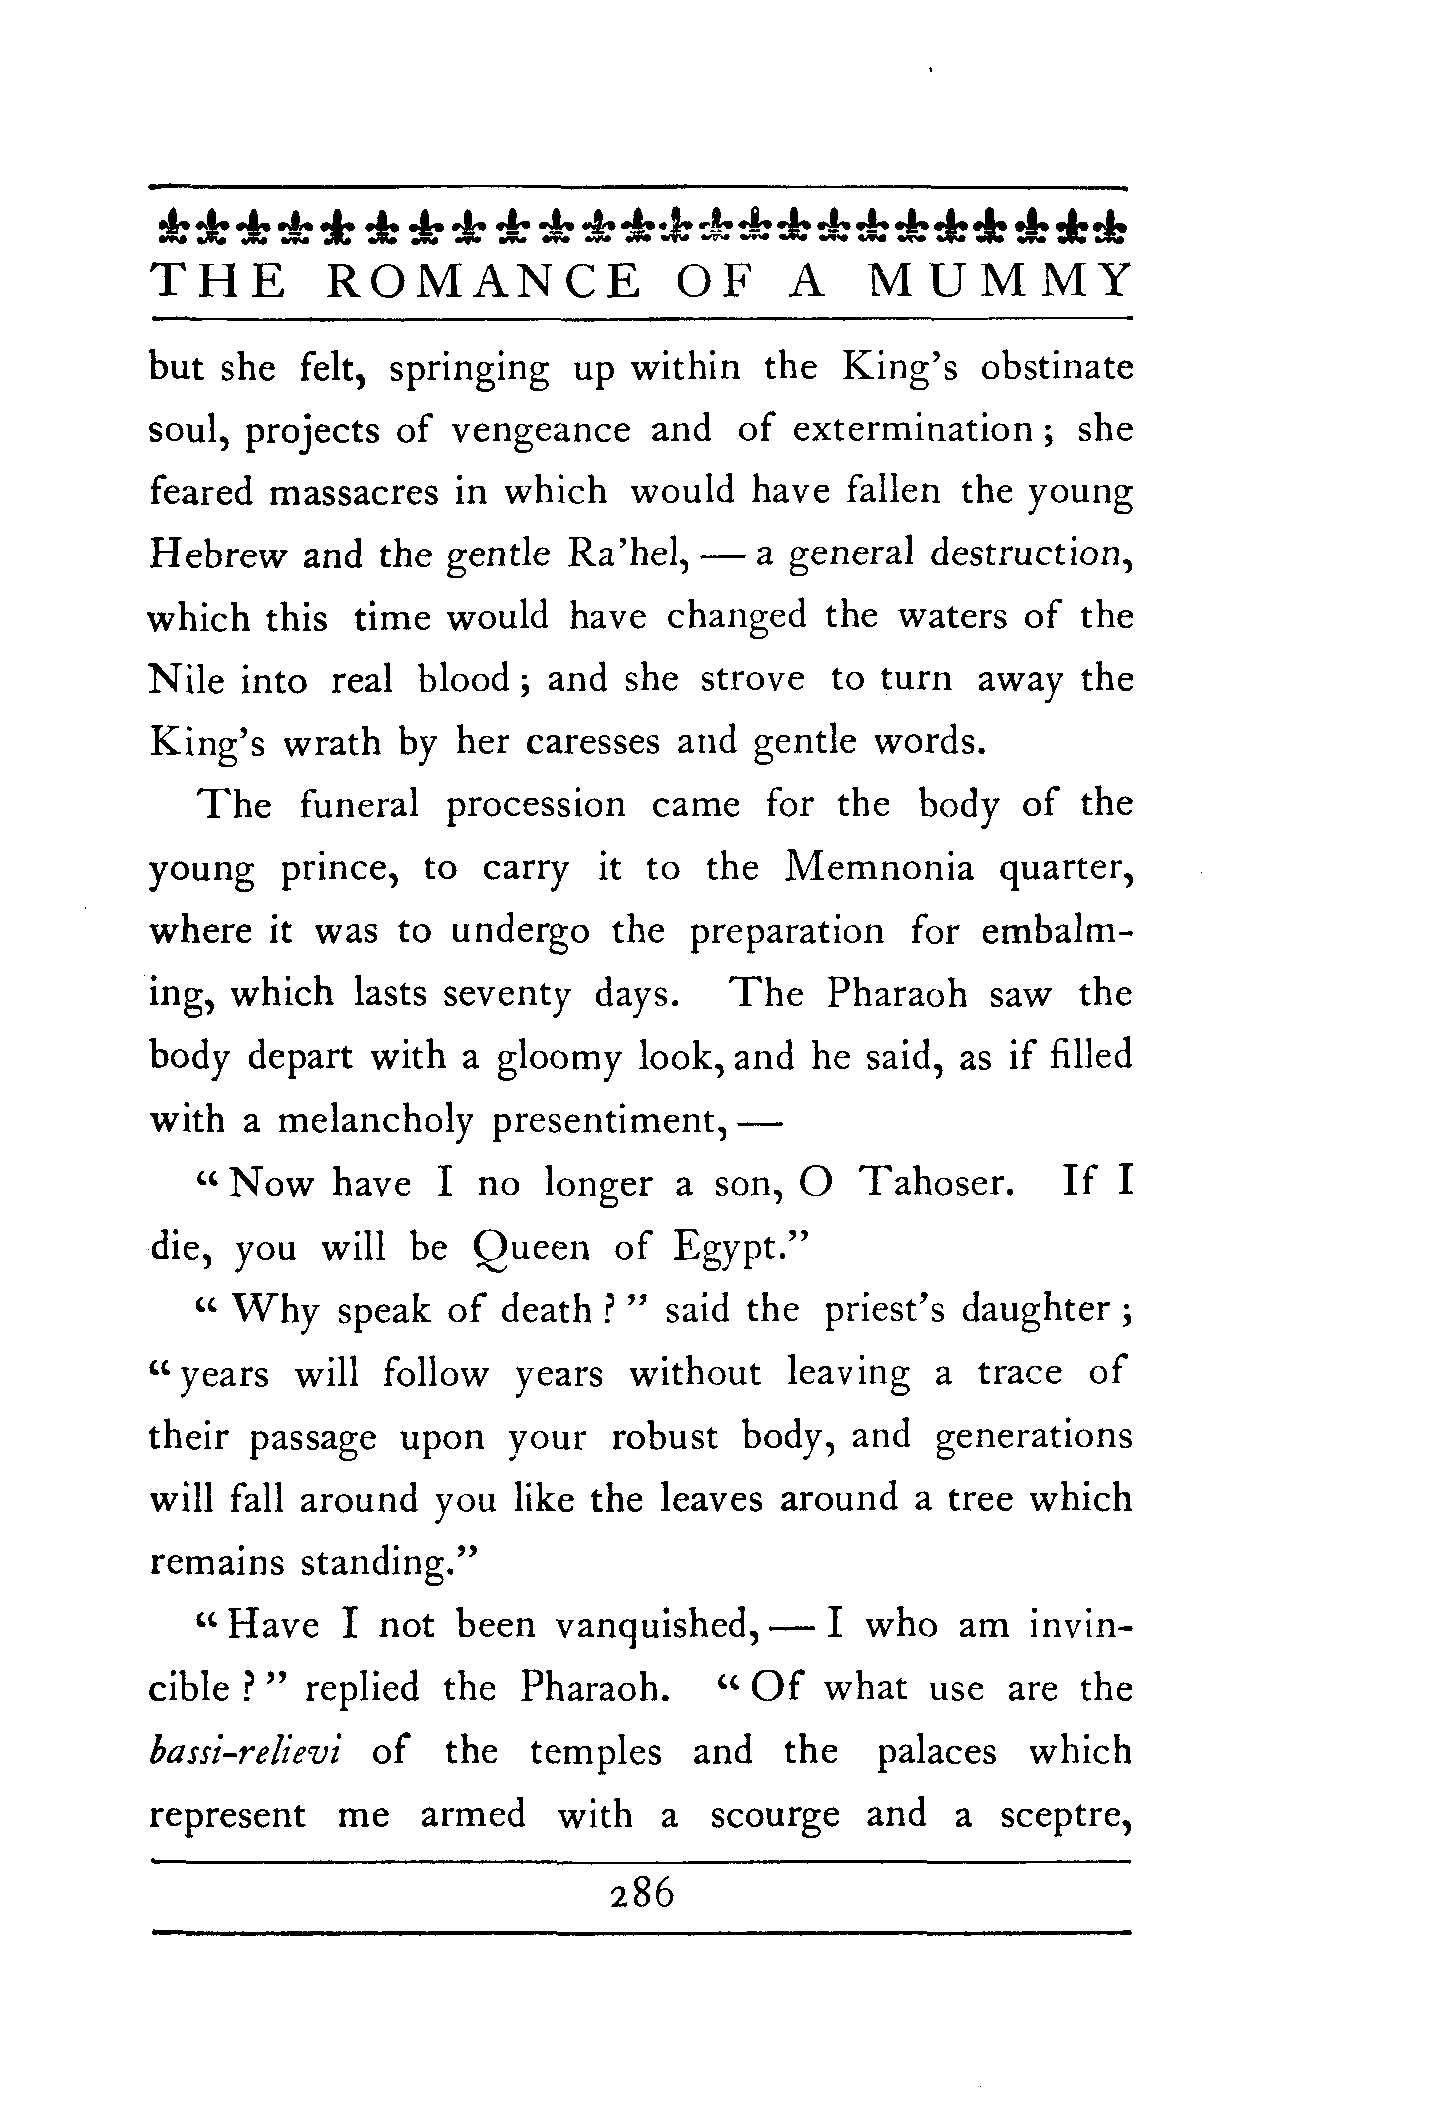 THE ROMANCE OF A MUMMY
but she felt, springing up within the King's obstinate
soul, projects of vengeance and of extermination; she
feared massacres in which would have fallen the young
Hebrew and the gentle Ra'hel, — a general destruction,
which this time would have changed the waters of the
Nile into real blood; and she strove to turn away the
King's wrath by her caresses and gentle words.
The funeral procession came for the body of the
young prince, to carry it to the Memnonia quarter,
where it was to undergo the preparation for embalm-
ing, which lasts seventy days. The Pharaoh saw the
body depart with a gloomy look, and he said, as if filled
with a melancholy presentiment, —
"Now have I no longer a son, O Tahoser. If I
die, you will be Queen of Egypt."
"Why speak of death?" said the priest's daughter;
"years will follow years without leaving a trace of
their passage upon your robust body, and generations
will fall around you like the leaves around a tree which
remains standing."
"Have I not been vanquished, — I who am invin-
cible?" replied the Pharaoh. "Of what use are the
bassi-relievi of the temples and the palaces which
represent me armed with a scourge and a sceptre,
286